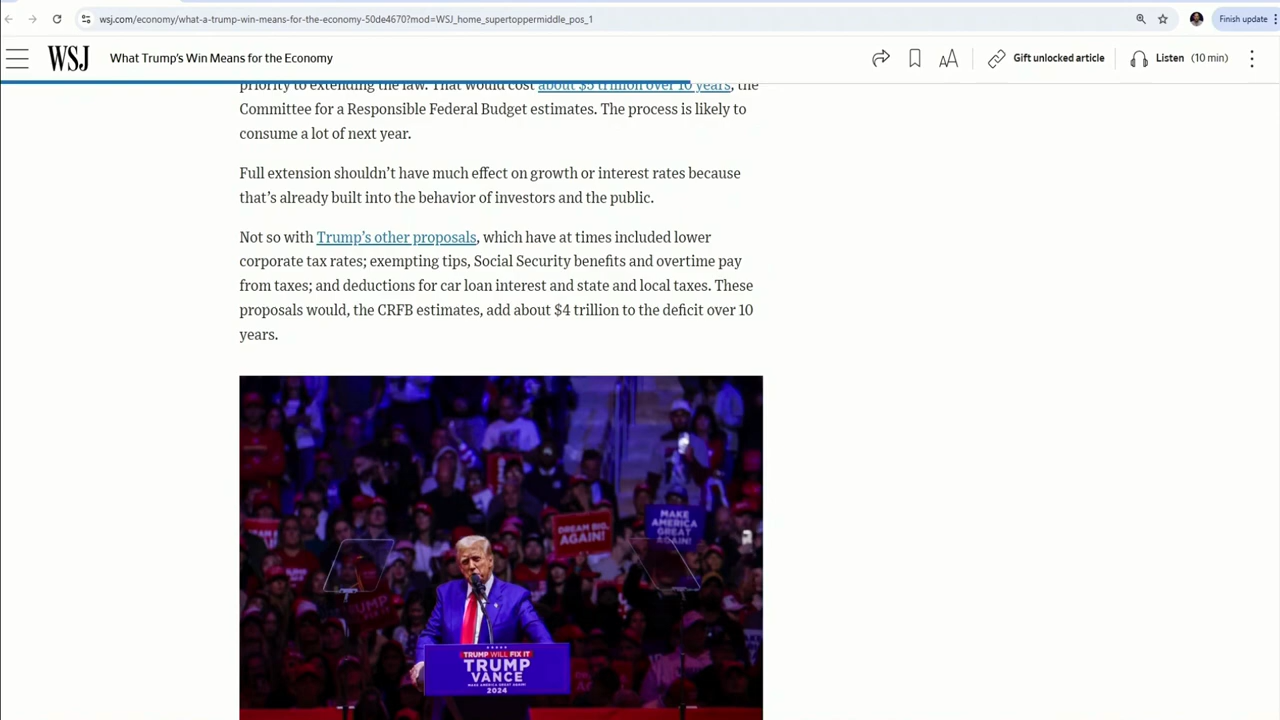 wsj.com/economy/what-a-trump-win-means-for-the-economy-50de4670?mod=WSJ_home_supertoppermiddle_pos_1
Finish update
WSJ
What Trump's Win Means for the Economy
Gift unlocked article
Listen (10 min)
priority to extending the law. That would cost about $5 trillion over 10 years, the
Committee for a Responsible Federal Budget estimates. The process is likely to
consume a lot of next year.
Full extension shouldn't have much effect on growth or interest rates because
that's already built into the behavior of investors and the public.
Not so with Trump's other proposals, which have at times included lower
corporate tax rates; exempting tips, Social Security benefits and overtime pay
from taxes; and deductions for car loan interest and state and local taxes. These
proposals would, the CRFB estimates, add about $4 trillion to the deficit over 10
years.
MAKE
AMERICA
GREAT
AGAIN!
DREAM BIG
AGAIN!
TRUMP WILL FIX IT
TRUMP
VANCE
MAKE AMERICA GREAT AGAIN!
2024